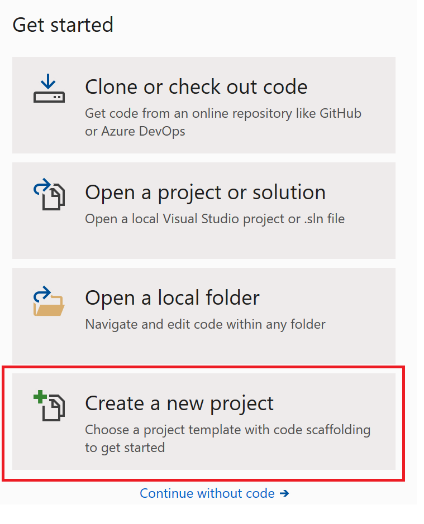 Get started
Clone or check out code
Get code from an online repository like GitHub
or Azure DevOps
Open a project or solution
Open a local Visual Studio project or .sln file
Open a local folder
Navigate and edit code within any folder
Create a new project
Choose a project template with code scaffolding
to get started
Continue without code →